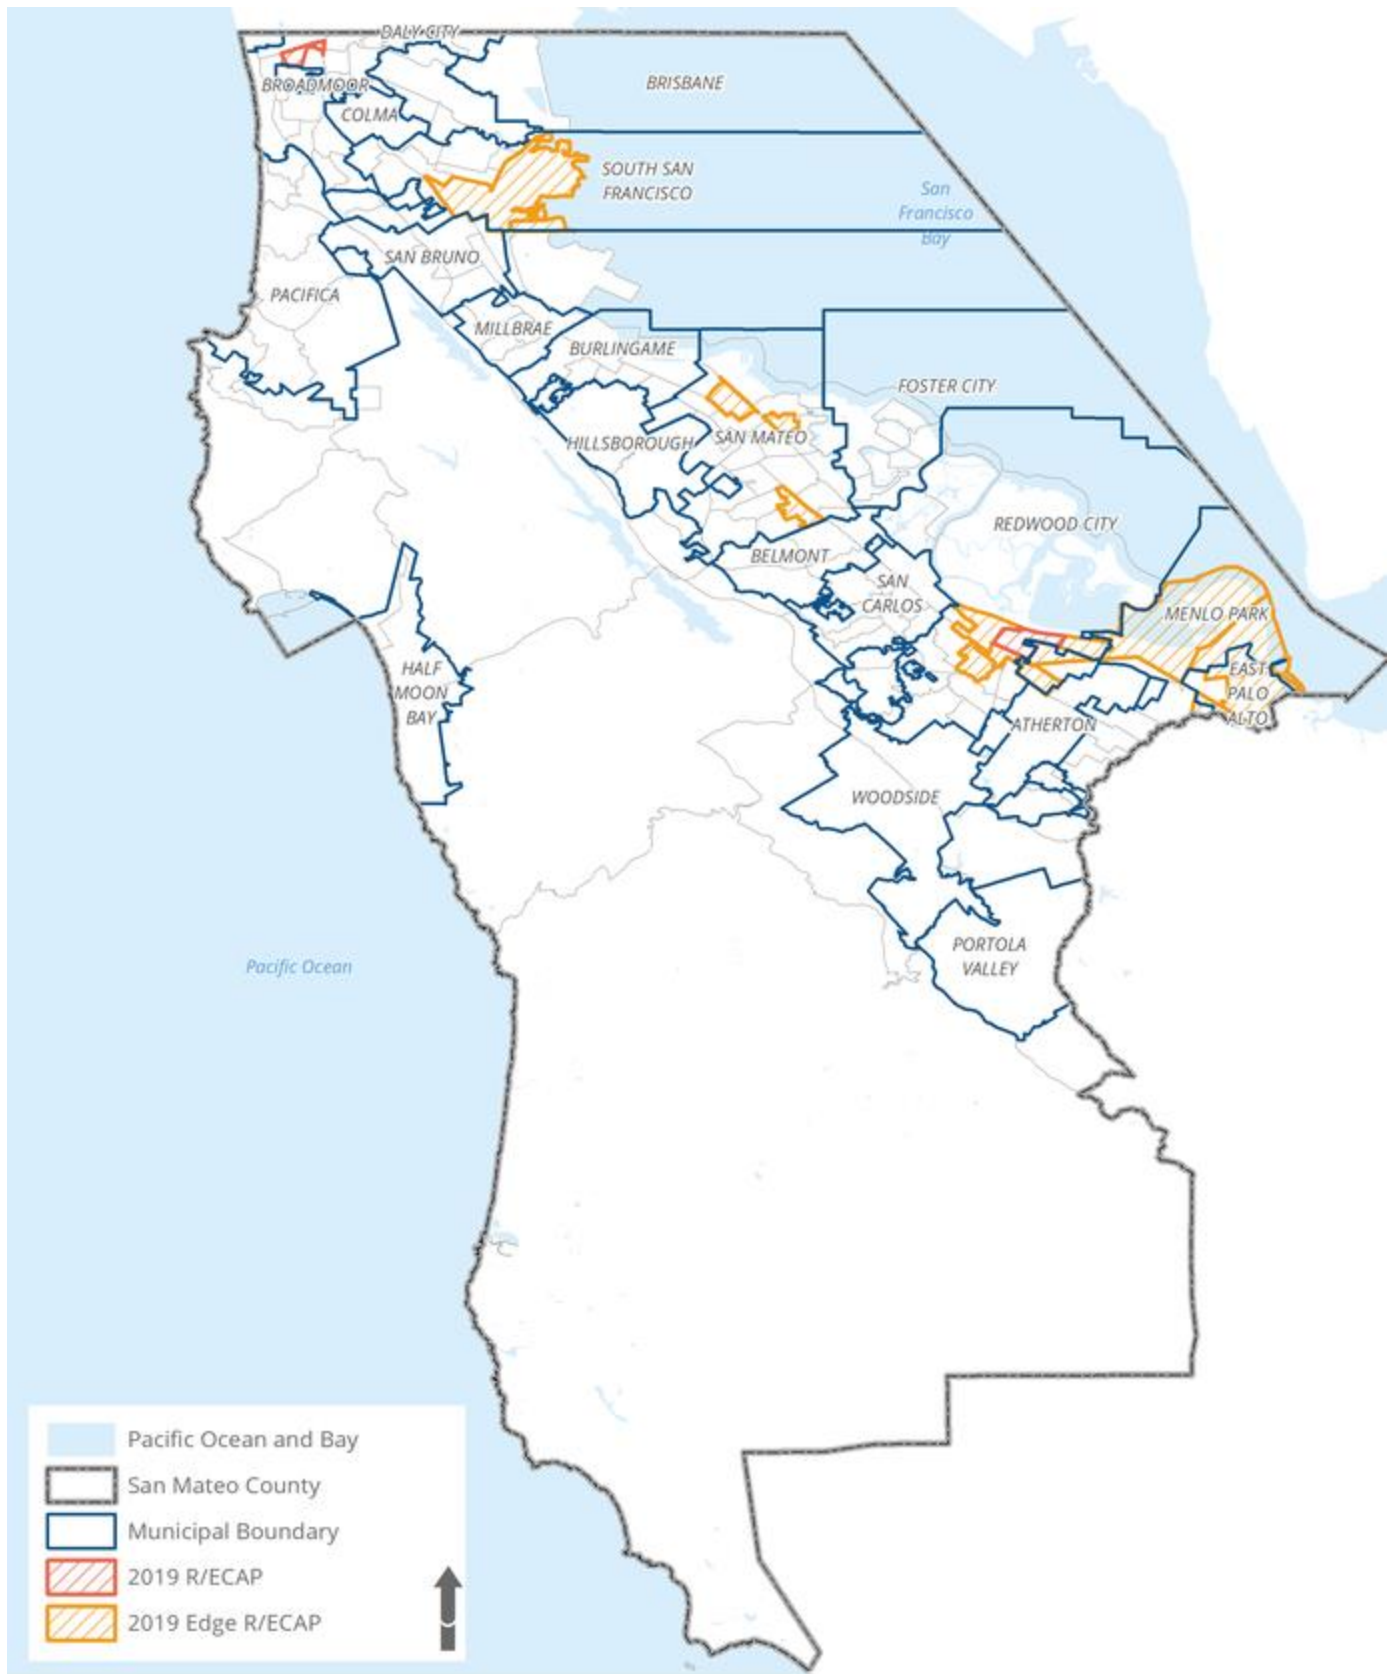 DALY CITY
BROADMOOR
BRISBANE
COLMA
SOUTH SAN
FRANCISCO
San
Francisco
Bay
SAN BRUNO
PACIFICA
MILLBRAE
BURLINGAME
FOSTER CITY
HILLSBOROUGH
SAN MATEO
REDWOOD CITY
BELMONT
SAN
CARLOS
MENLO PARK
HALF
MOON
BAY
EAST
PALO
ALTO
ATHERTON
WOODSIDE
PORTOLA
VALLEY
Pacific Ocean
Pacific Ocean and Bay
San Mateo County
Municipal Boundary
2019 R/ECAP
2019 Edge R/ECAP